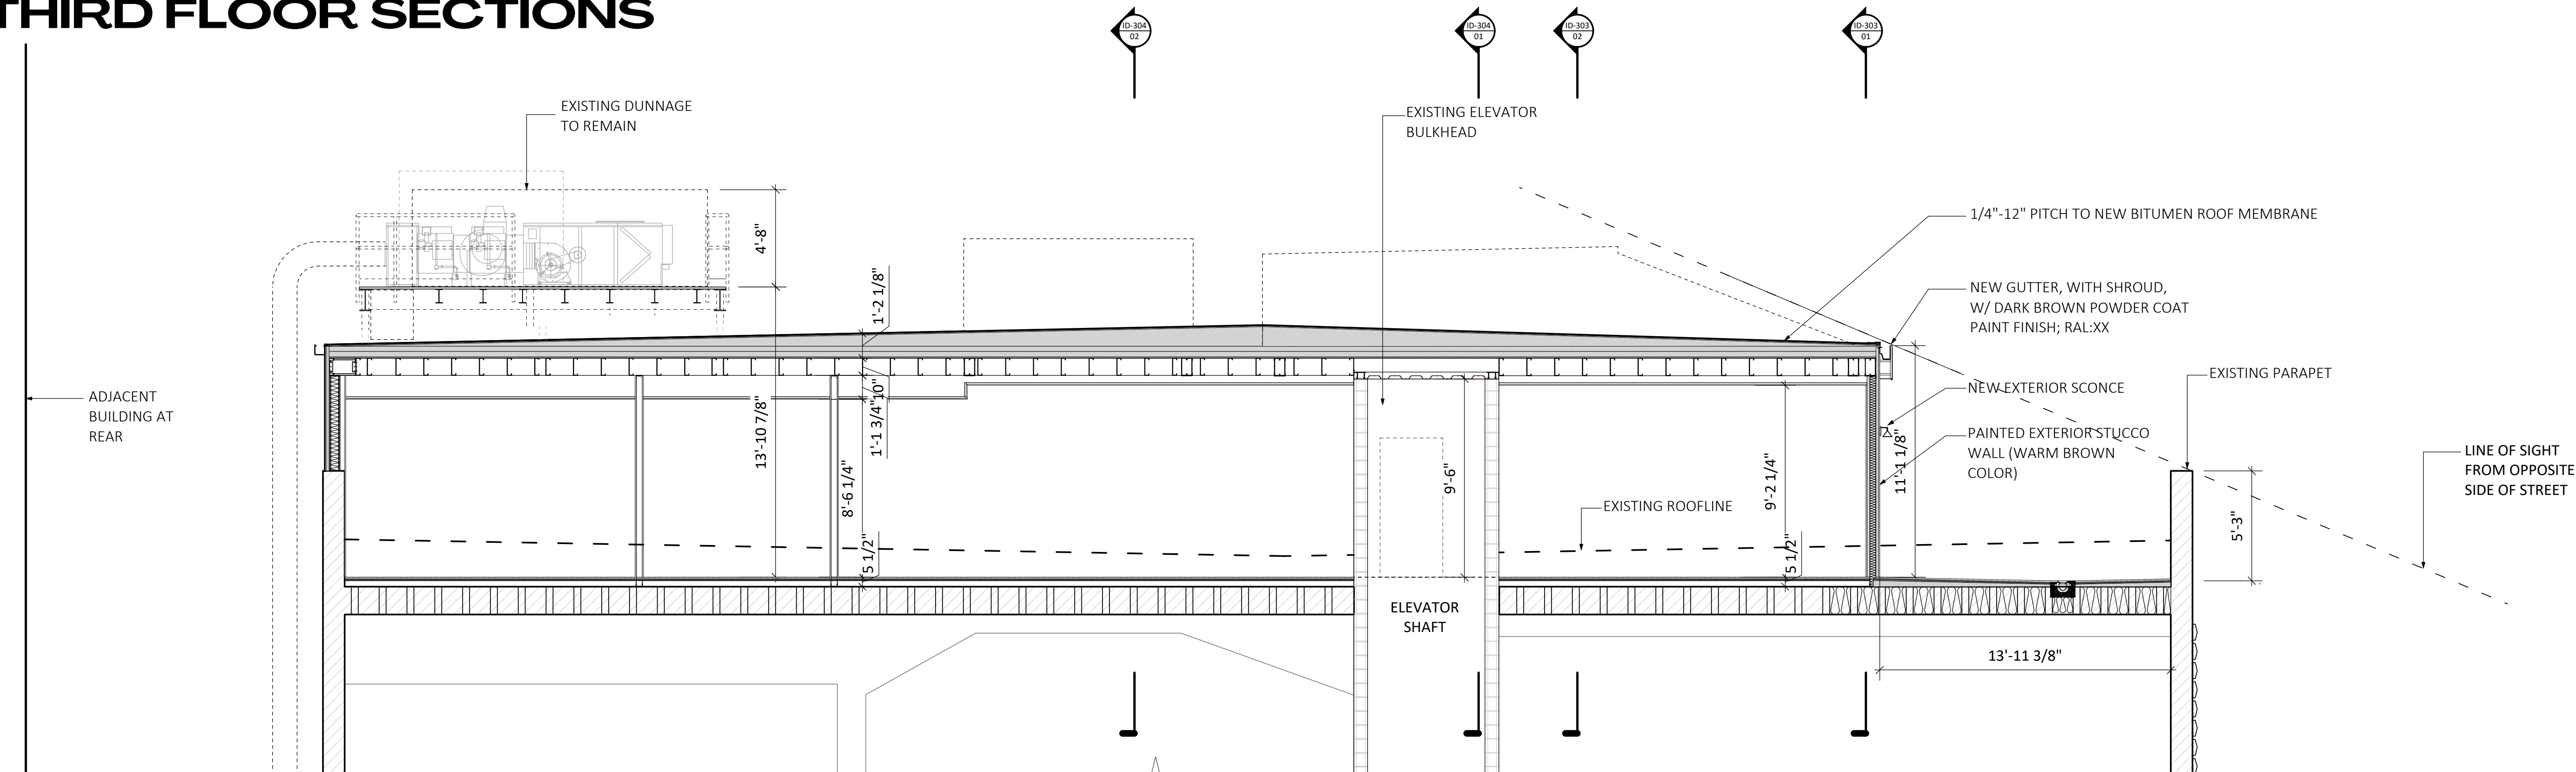 THIRD FLOOR SECTIONS
ID-304
02
ID-304
01
ID-303
02
ID-303
01
EXISTING DUNNAGE
TO REMAIN
EXISTING ELEVATOR
BULKHEAD
1/4"-12" PITCH TO NEW BITUMEN ROOF MEMBRANE
4'-8"
1'-2 1/8"
NEW GUTTER, WITH SHROUD,
W/ DARK BROWN POWDER COAT
PAINT FINISH; RAL:XX
EXISTING PARAPET
NEW EXTERIOR SCONCE
ADJACENT
BUILDING AT
REAR
10"
1'-1 3/4"
13'-10 7/8"
8'-6 1/4"
9'-6"
9'-2 1/4"
11'-1 1/8"
PAINTED EXTERIOR STUCCO
WALL (WARM BROWN
COLOR)
LINE OF SIGHT
FROM OPPOSITE
SIDE OF STREET
EXISTING ROOFLINE
5'-3"
5 1/2"
5 1/2"
ELEVATOR
SHAFT
13'-11 3/8"